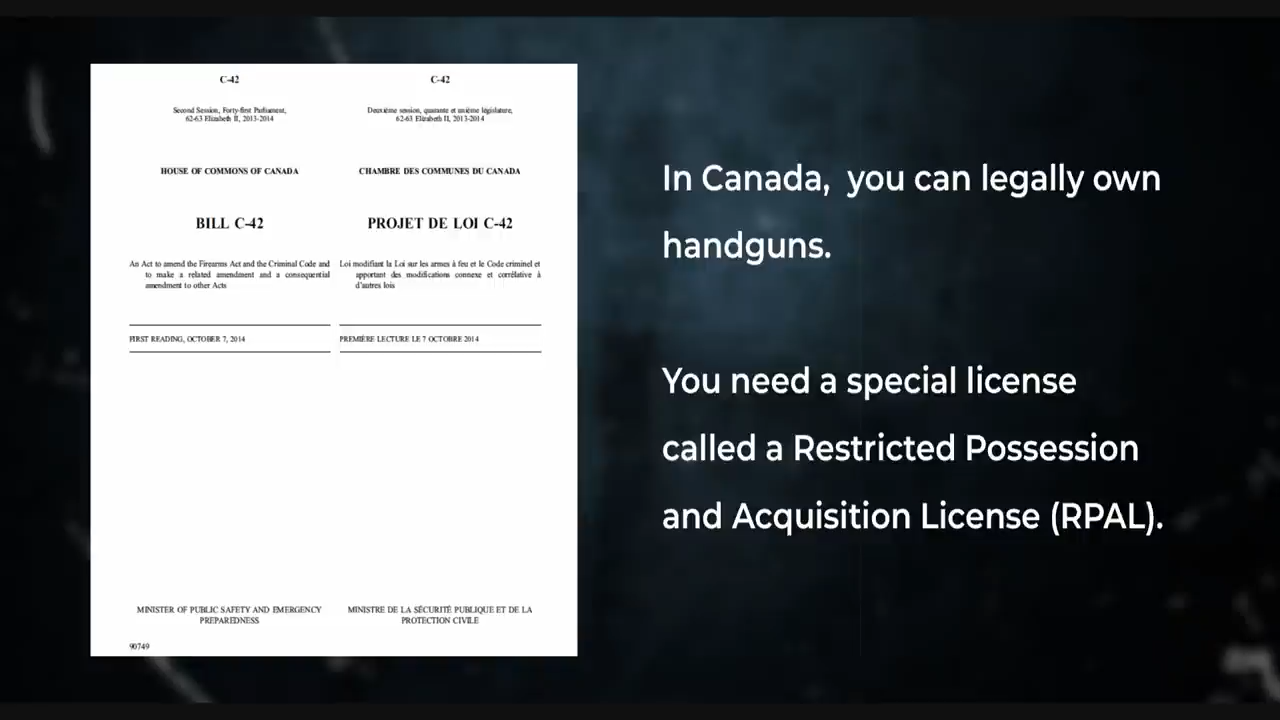 C-42
Second Session, Forty-first Parliament,
62-63 Elizabeth II, 2013-2014
HOUSE OF COMMONS OF CANADA
BILL C-42
An Act to amend the Firearms Act and the Criminal Code and
to make a related amendment and a consequential
amendment to other Acts
FIRST READING, OCTOBER 7, 2014
MINISTER OF PUBLIC SAFETY AND EMERGENCY
PREPAREDNESS
90749
C-42
Deuxième session, quarante et unième législature,
62-63 Elizabeth II, 2013-2014
CHAMBRE DES COMMUNES DU CANADA
PROJET DE LOI C-42
Loi modifiant la Loi sur les armes à feu et le Code criminel et
apportant des modifications connexe et corrélative à
d'autres lois
PREMIÈRE LECTURE LE 7 OCTOBRE 2014
MINISTRE DE LA SÉCURITÉ PUBLIQUE ET DE LA
PROTECTION CIVILE
In Canada, you can legally own
handguns.
You need a special license
called a Restricted Possession
and Acquisition License (RPAL).